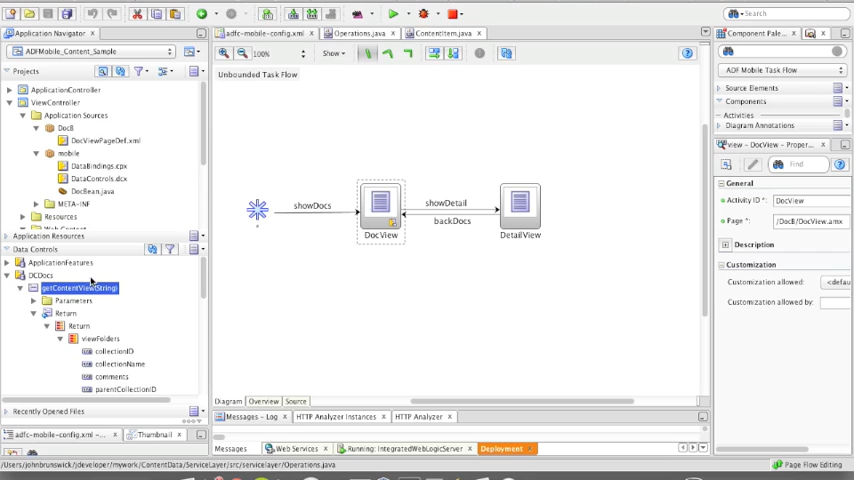 Search
Application Navigator
ADFMobile_Content_Sample
Projects
ApplicationController
ViewController
Application Sources
DocB
DocViewPageDef.xml
mobile
DataBindings.cpx
DataControls.dcx
DocBean.java
META-INF
Resources
Application Resources
Data Controls
ApplicationFeatures
DCDocs
getContentView(String)
Parameters
Return
Return
viewFolders
collectionID
collectionName
comments
parentCollectionID
Recently Opened Files
adfc-mobile-config.xml -...
Thumbnail
adfc-mobile-config.xml
Operations.java
ContentItem.java
100%
Show
Unbounded Task Flow
showDocs
showDetail
backDocs
DocView
DetailView
Diagram Overview Source
Messages - Log
HTTP Analyzer Instances
HTTP Analyzer
Messages
Web Services
Running: IntegratedWebLogicServer
Deployment
Component Pale...
ADF Mobile Task Flow
Source Elements
Components
Activities
Diagram Annotations
view - DocView - Proper...
Find
General
Activity ID *:
DocView
Page *:
/DocB/DocView.amx
Description
Customization
Customization allowed:
<defau
Customization allowed by:
/Users/johnbrunswick/jdeveloper/mywork/ContentData/ServiceLayer/src/servicelayer/Operations.java
Page Flow Editing